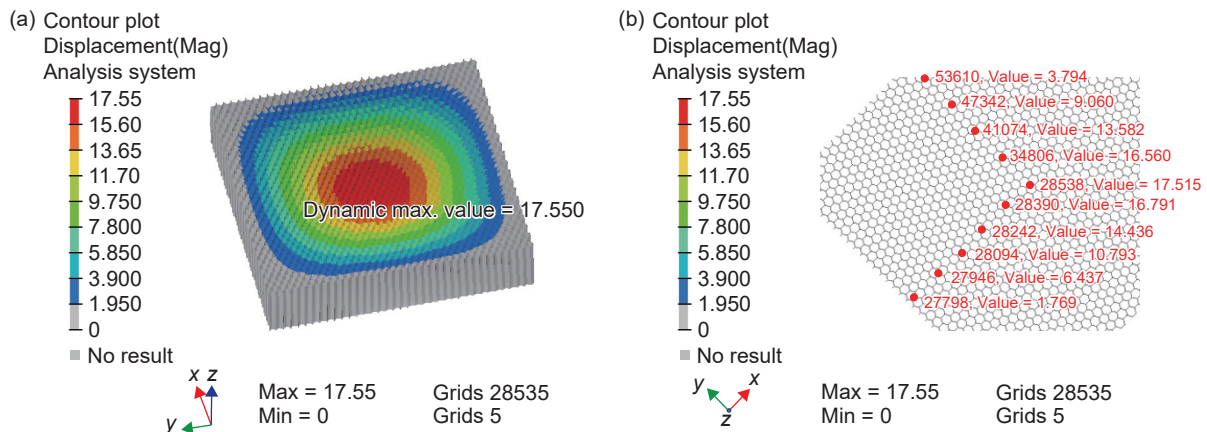 (a) Contour plot
Displacement(Mag)
Analysis system
17.55
15.60
13.65
11.70
9.750
7.800
5.850
3.900
1.950
0
No result
Dynamic max. value = 17.550
x z
y
Max = 17.55 Grids 28535
Min = 0 Grids 5
(b) Contour plot
Displacement(Mag)
Analysis system
17.55
15.60
13.65
11.70
9.750
7.800
5.850
3.900
1.950
0
No result
53610, Value = 3.794
47342, Value = 9.060
41074, Value = 13.582
34806, Value = 16.560
28538, Value = 17.515
28390, Value = 16.791
28242, Value = 14.436
28094, Value = 10.793
27946, Value = 6.437
27798, Value = 1.769
y x
z
Max = 17.55 Grids 28535
Min = 0 Grids 5